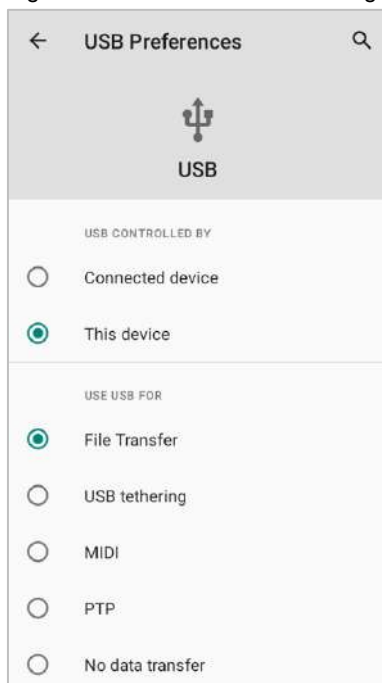 USB Preferences
USB
USB CONTROLLED BY
Connected device
This device
USE USB FOR
File Transfer
USB tethering
MIDI
PTP
No data transfer